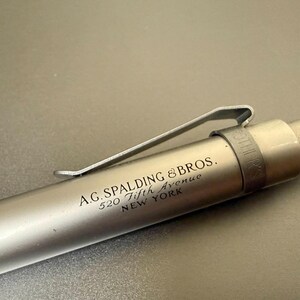 A.G. SPALDING & BROS.
520 Fifth Avenue
NEW YORK